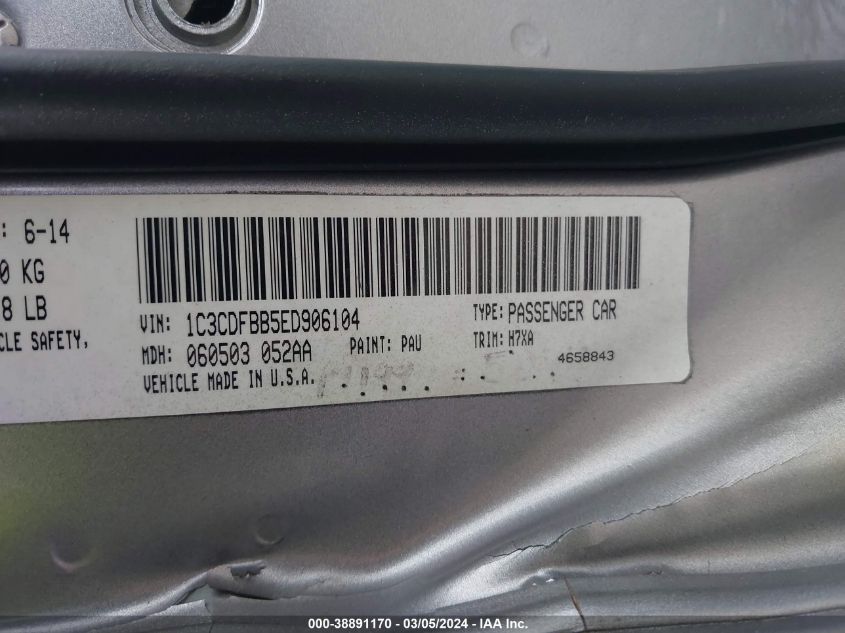 : 6-14
0 KG
8 LB
CLE SAFETY,
VIN: 1C3CDFBB5ED906104
TYPE: PASSENGER CAR
MDH: 060503 052AA
PAINT: PAU
TRIM: H7XA
VEHICLE MADE IN U.S.A.
4658843
000-38891170 - 03/05/2024 - IAA Inc.